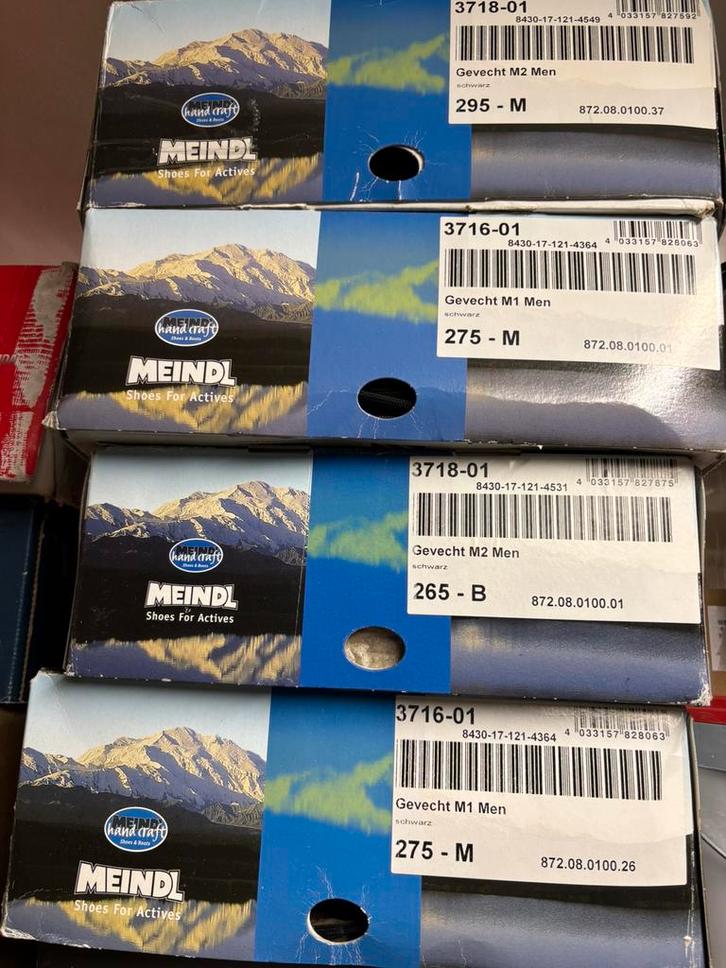 3718-01
8430-17-121-4549
4 033157 827592
Gevecht M2 Men
schwarz
295 - M
872.08.0100.37
MEINDL
hand craft
Shoes & Boots
MEINDL
Shoes For Actives
3716-01
8430-17-121-4364
4 033157 828063
Gevecht M1 Men
schwarz
275 - M
872.08.0100.01
MEINDL
hand craft
Shoes & Boots
MEINDL
Shoes For Actives
3718-01
8430-17-121-4531
4 033157 827875
Gevecht M2 Men
schwarz
265 - B
872.08.0100.01
MEINDL
hand craft
Shoes & Boots
MEINDL
Shoes For Actives
3716-01
8430-17-121-4364
4 033157 828063
Gevecht M1 Men
schwarz
275 - M
872.08.0100.26
MEINDL
hand craft
Shoes & Boots
MEINDL
Shoes For Actives